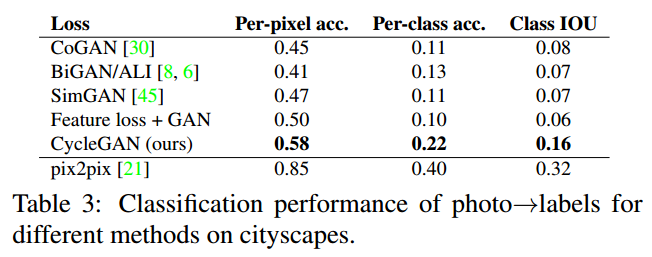 Loss Per-pixel acc. Per-class acc. Class IOU
CoGAN [30] 0.45 0.11 0.08
BiGAN/ALI [8, 6] 0.41 0.13 0.07
SimGAN [45] 0.47 0.11 0.07
Feature loss + GAN 0.50 0.10 0.06
CycleGAN (ours) 0.58 0.22 0.16
pix2pix [21] 0.85 0.40 0.32
Table 3: Classification performance of photo→labels for
different methods on cityscapes.